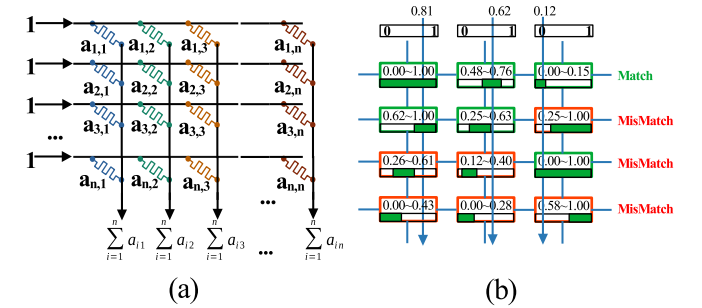 0.81 0.62 0.12
0 1 0 1 0 1
1 a1,1 a1,2 a1,3 a1,n
0.00~1.00 0.48~0.76 0.00~0.15 Match
1 a2,1 a2,2 a2,3 a2,n
0.62~1.00 0.25~0.63 0.25~1.00 MisMatch
1 a3,1 a3,2 a3,3 a3,n
...
0.26~0.61 0.12~0.40 0.00~1.00 MisMatch
1 an,1 an,2 an,3 an,n
...
0.00~0.43 0.00~0.28 0.58~1.00 MisMatch
n∑i=1 ai1 n∑i=1 ai2 n∑i=1 ai3 ... n∑i=1 ain
(a) (b)